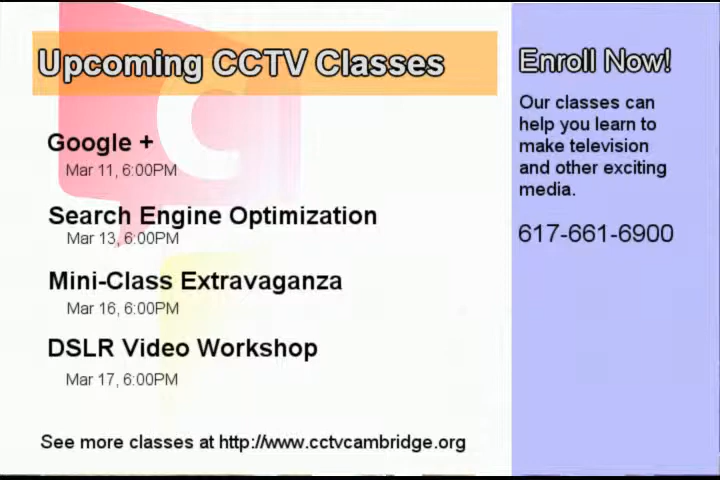 Upcoming CCTV Classes
Google +
Mar 11, 6:00PM
Search Engine Optimization
Mar 13, 6:00PM
Mini-Class Extravaganza
Mar 16, 6:00PM
DSLR Video Workshop
Mar 17, 6:00PM
See more classes at http://www.cctvcambridge.org
Enroll Now!
Our classes can
help you learn to
make television
and other exciting
media.
617-661-6900